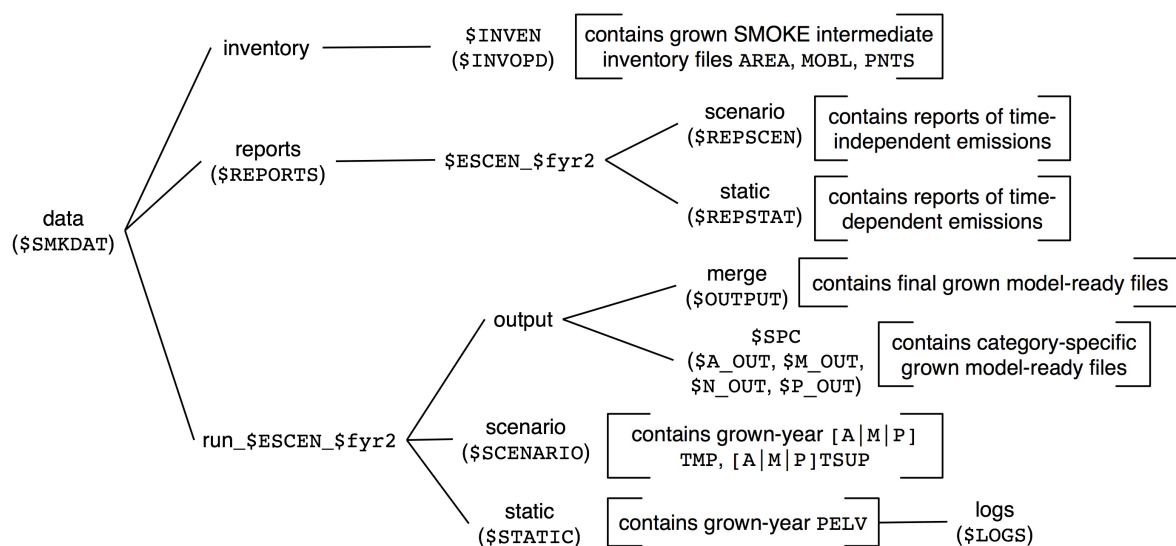 inventory
$INVEN
($INVOPD)
contains grown SMOKE intermediate
inventory files AREA, MOBL, PNTS
reports
($REPORTS)
$ESCEN_$fyr2
scenario
($REPSCEN)
contains reports of time-
independent emissions
static
($REPSTAT)
contains reports of time-
dependent emissions
data
($SMKDAT)
merge
($OUTPUT)
contains final grown model-ready files
output
$SPC
($A_OUT, $M_OUT,
$N_OUT, $P_OUT)
contains category-specific
grown model-ready files
run_$ESCEN_$fyr2
scenario
($SCENARIO)
contains grown-year [A|M|P]
TMP, [A|M|P]TSUP
static
($STATIC)
contains grown-year PELV
logs
($LOGS)